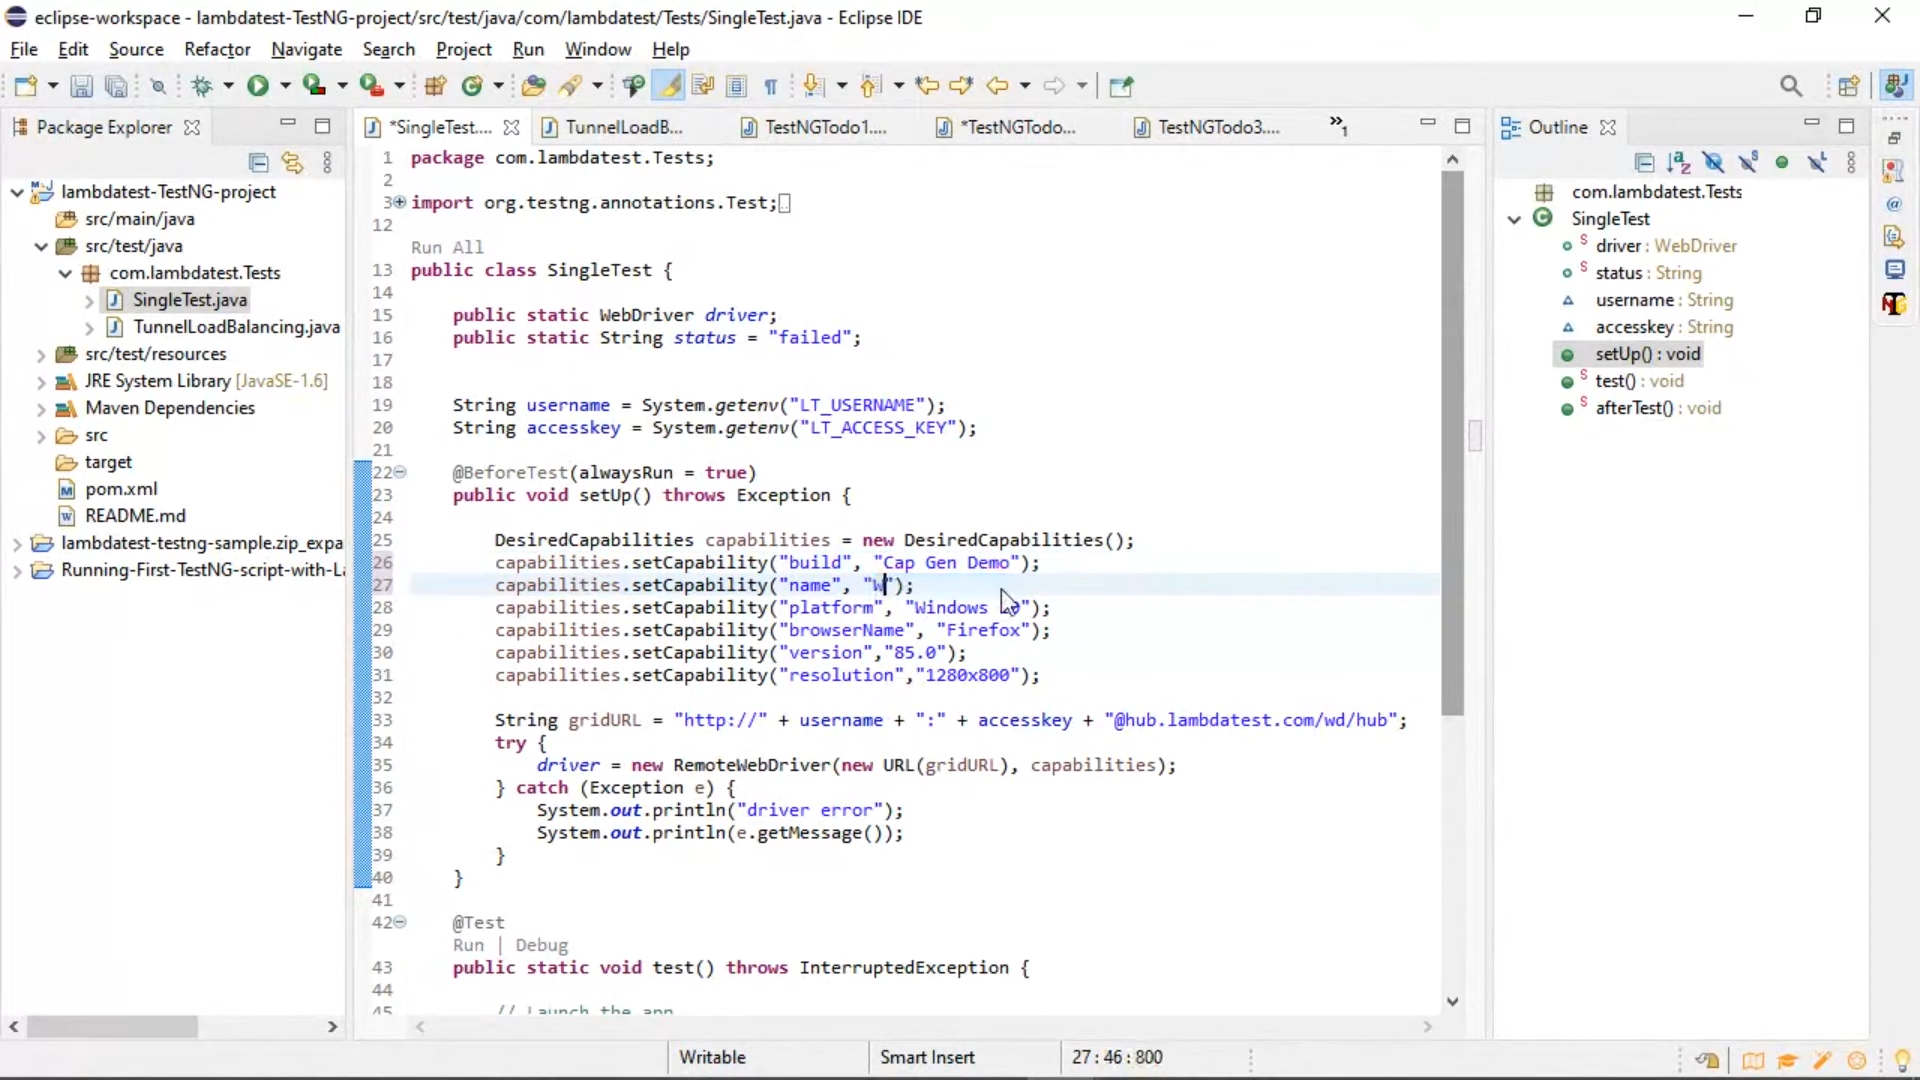 eclipse-workspace - lambdatest-TestNG-project/src/test/java/com/lambdatest/Tests/SingleTest.java - Eclipse IDE
File Edit Source Refactor Navigate Search Project Run Window Help
Package Explorer
lambdatest-TestNG-project
src/main/java
src/test/java
com.lambdatest.Tests
SingleTest.java
TunnelLoadBalancing.java
src/test/resources
JRE System Library [JavaSE-1.6]
Maven Dependencies
src
target
pom.xml
README.md
lambdatest-testng-sample.zip_expa
Running-First-TestNG-script-with-La
*SingleTest.... TunnelLoadB... TestNGTodo1.... *TestNGTodo... TestNGTodo3.... »1
1 package com.lambdatest.Tests;
2
3 import org.testng.annotations.Test;
12
Run All
13 public class SingleTest {
14
15 public static WebDriver driver;
16 public static String status = "failed";
17
18
19 String username = System.getenv("LT_USERNAME");
20 String accesskey = System.getenv("LT_ACCESS_KEY");
21
22 @BeforeTest(alwaysRun = true)
23 public void setUp() throws Exception {
24
25 DesiredCapabilities capabilities = new DesiredCapabilities();
26 capabilities.setCapability("build", "Cap Gen Demo");
27 capabilities.setCapability("name", "W");
28 capabilities.setCapability("platform", "Windows ");
29 capabilities.setCapability("browserName", "Firefox");
30 capabilities.setCapability("version","85.0");
31 capabilities.setCapability("resolution","1280x800");
32
33 String gridURL = "http://" + username + ":" + accesskey + "@hub.lambdatest.com/wd/hub";
34 try {
35 driver = new RemoteWebDriver(new URL(gridURL), capabilities);
36 } catch (Exception e) {
37 System.out.println("driver error");
38 System.out.println(e.getMessage());
39 }
40 }
41
42 @Test
Run | Debug
43 public static void test() throws InterruptedException {
44
45 // Launch the app
Outline
com.lambdatest.Tests
SingleTest
driver : WebDriver
status : String
username : String
accesskey : String
setUp() : void
test() : void
afterTest() : void
Writable Smart Insert 27 : 46 : 800